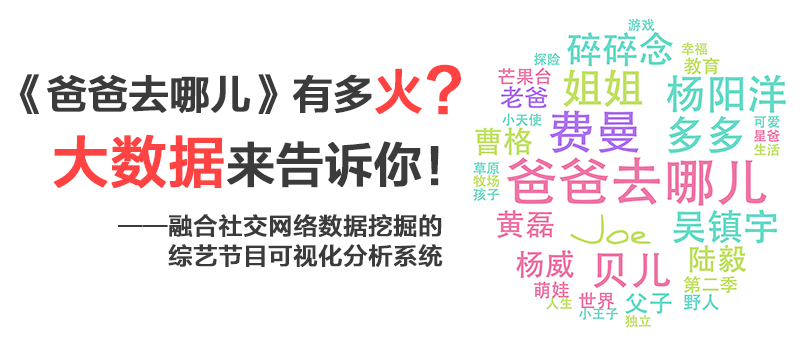 《爸爸去哪儿》有多火?
大数据来告诉你!
——融合社交网络数据挖掘的
综艺节目可视化分析系统
游戏
碎碎念
幸福
探险
教育
芒果台
姐姐
杨阳洋
老爸
小天使
费曼
多多
可爱
星爸
曹格
生活
草原
牧场
孩子
爸爸去哪儿
黄磊
Joe
吴镇宇
杨威
贝儿
陆毅
第二季
萌娃
世界
父子
野人
人生
小王子
独立